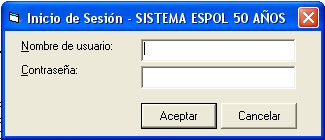 Inicio de Sesión - SISTEMA ESPOL 50 AÑOS
Nombre de usuario:
Contraseña:
Aceptar
Cancelar